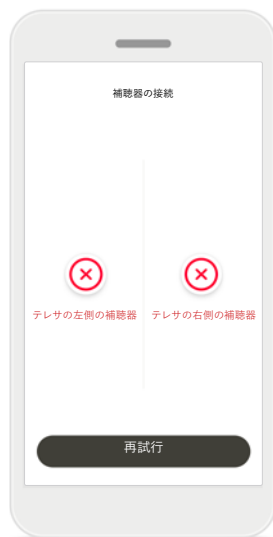 補聴器の接続
テレサの左側の補聴器
テレサの右側の補聴器
再試行